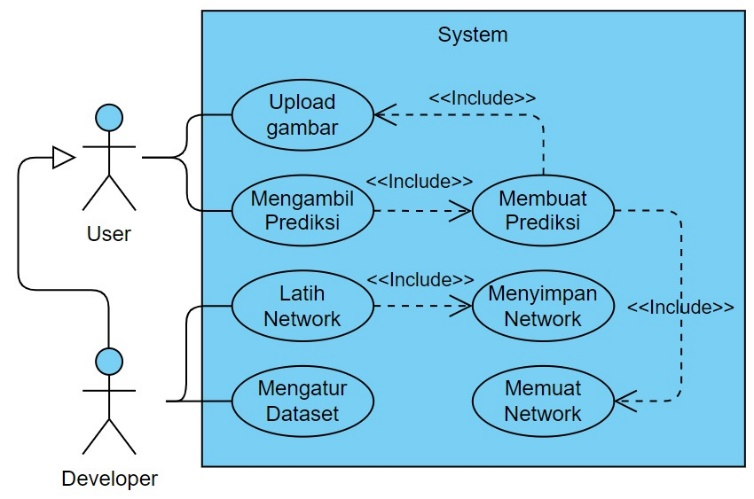 System
Upload
gambar
<<Include>>
<<Include>>
Mengambil
Prediksi
Membuat
Prediksi
User
<<Include>>
Latih
Network
Menyimpan
Network
<<Include>>
Mengatur
Dataset
Memuat
Network
Developer